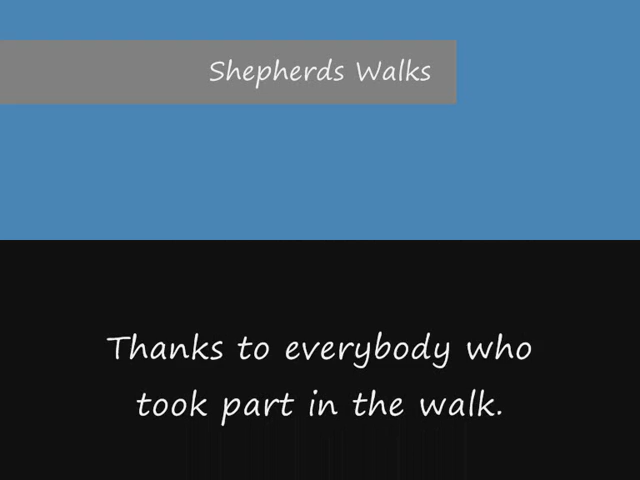 Shepherds Walks
Thanks to everybody who
took part in the walk.